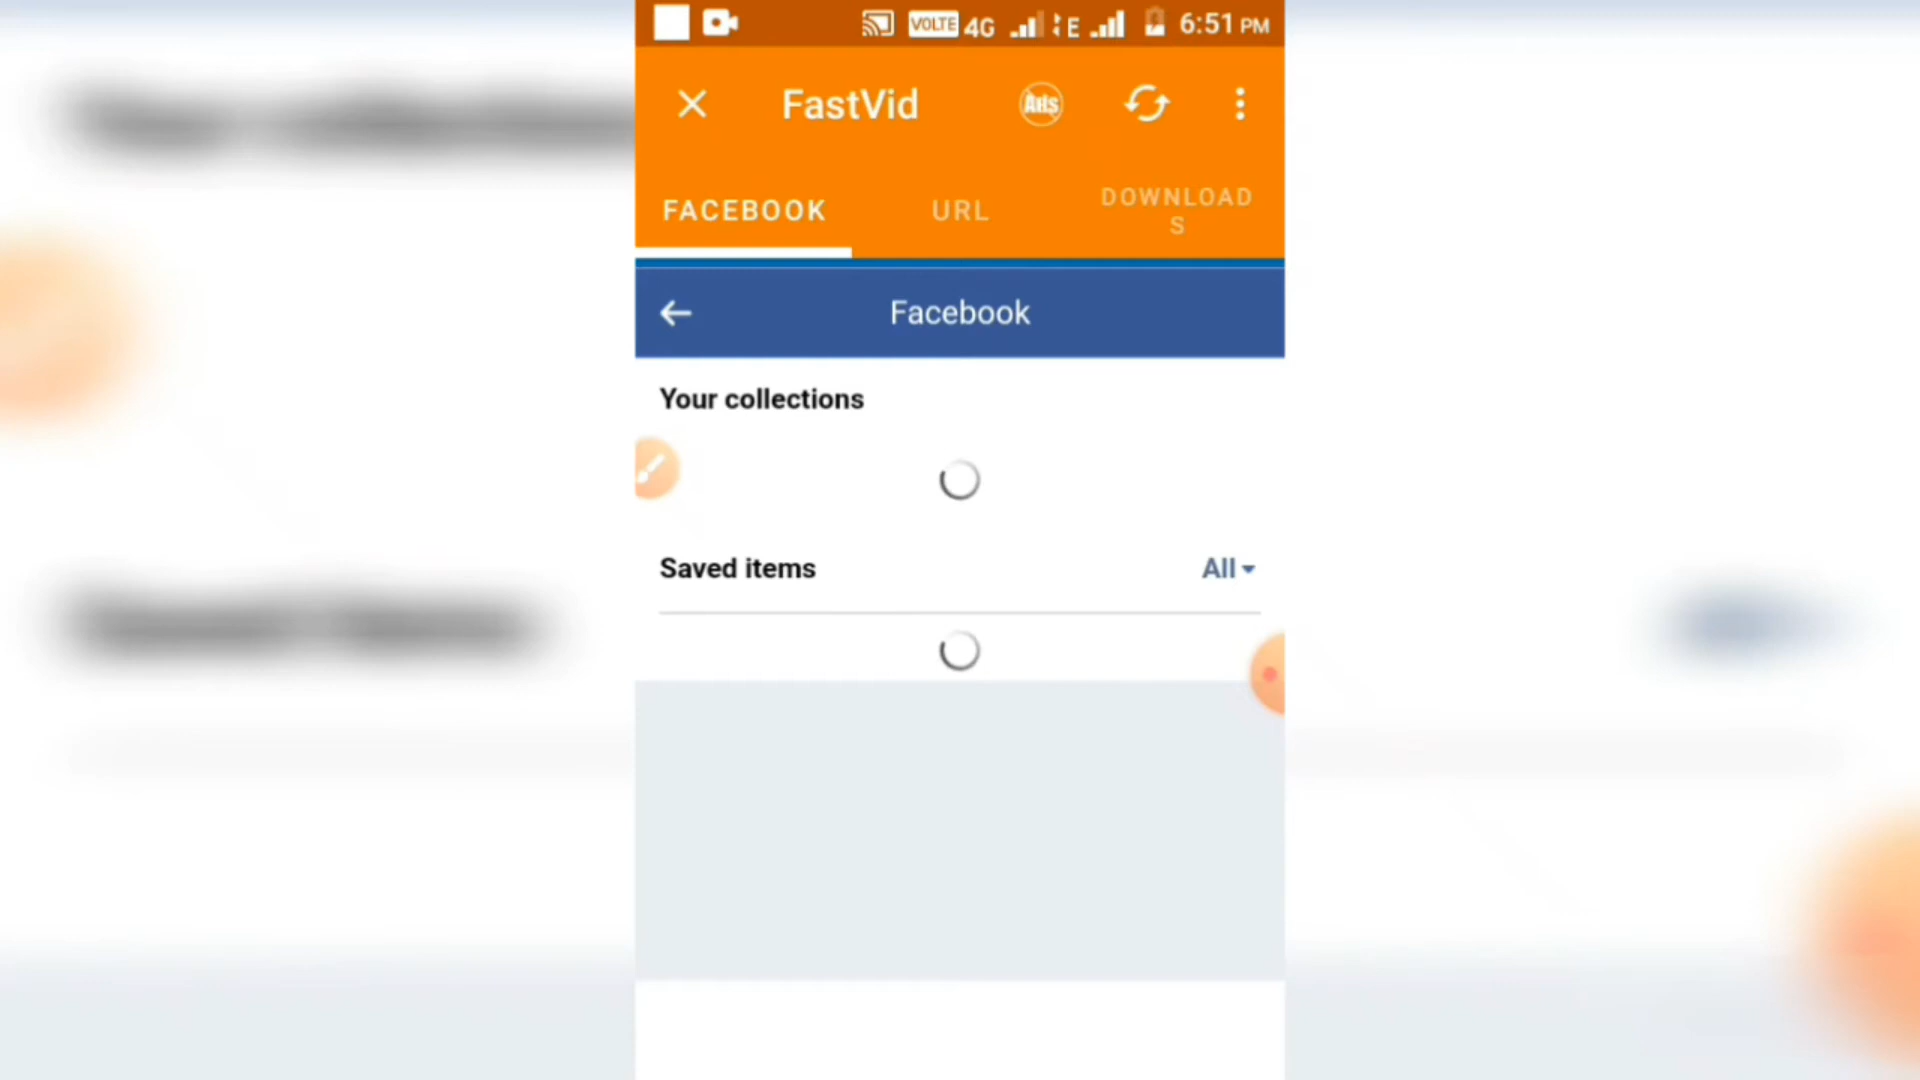 VOLTE 4G E 6:51 PM
FastVid
ADS
FACEBOOK
URL
DOWNLOAD
S
Facebook
Your collections
Saved items
All